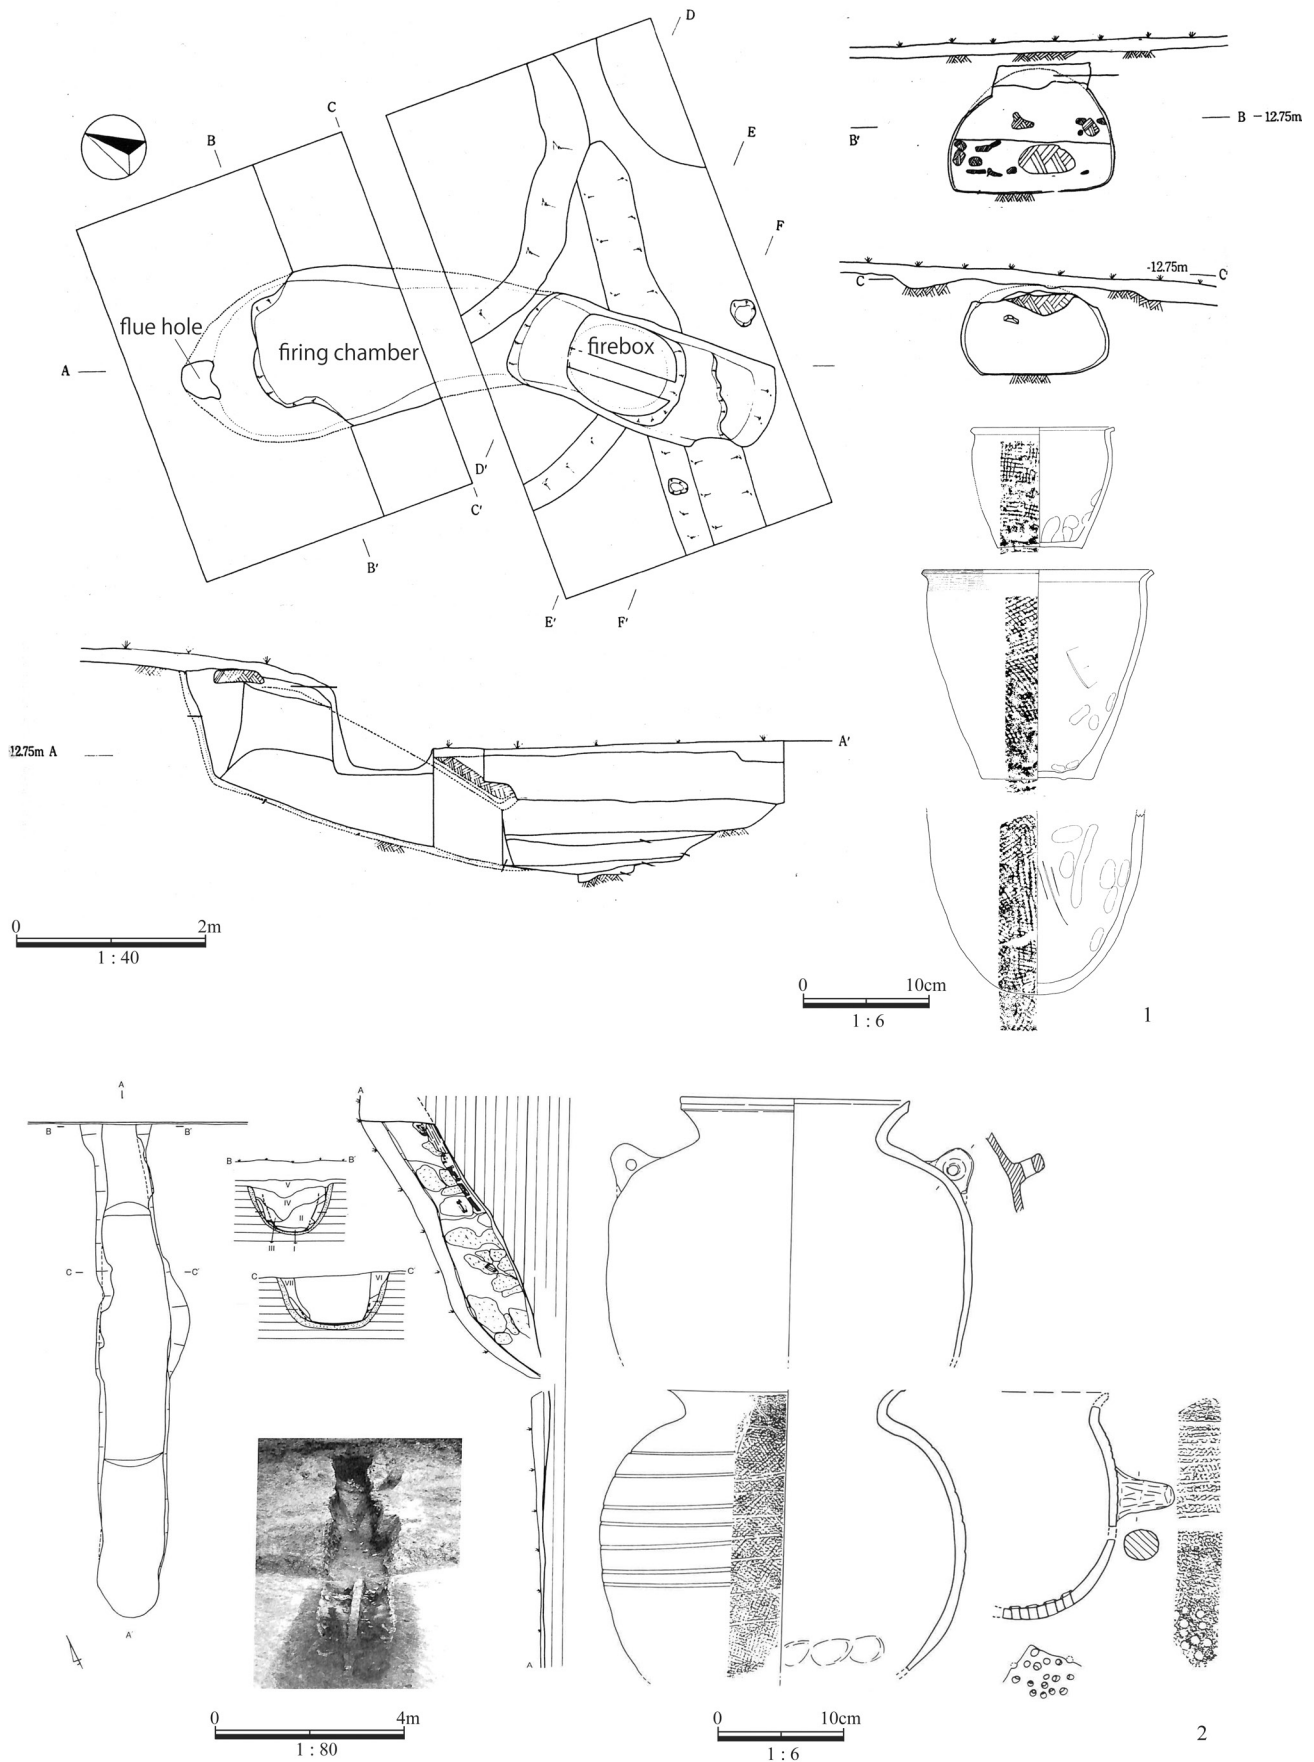 D
C
B
E
F
B – 12.75m
B'
-12.75m
C'
C
flue hole
firing chamber
firebox
A
D'
C'
B'
E'
F'
12.75m A
A'
0 2m
1 : 40
0 10cm
1 : 6
1
A
B B'
C C'
A'
B B'
V
IV
II
III I
C C'
VII VI
A
A
0 4m
1 : 80
0 10cm
1 : 6
2